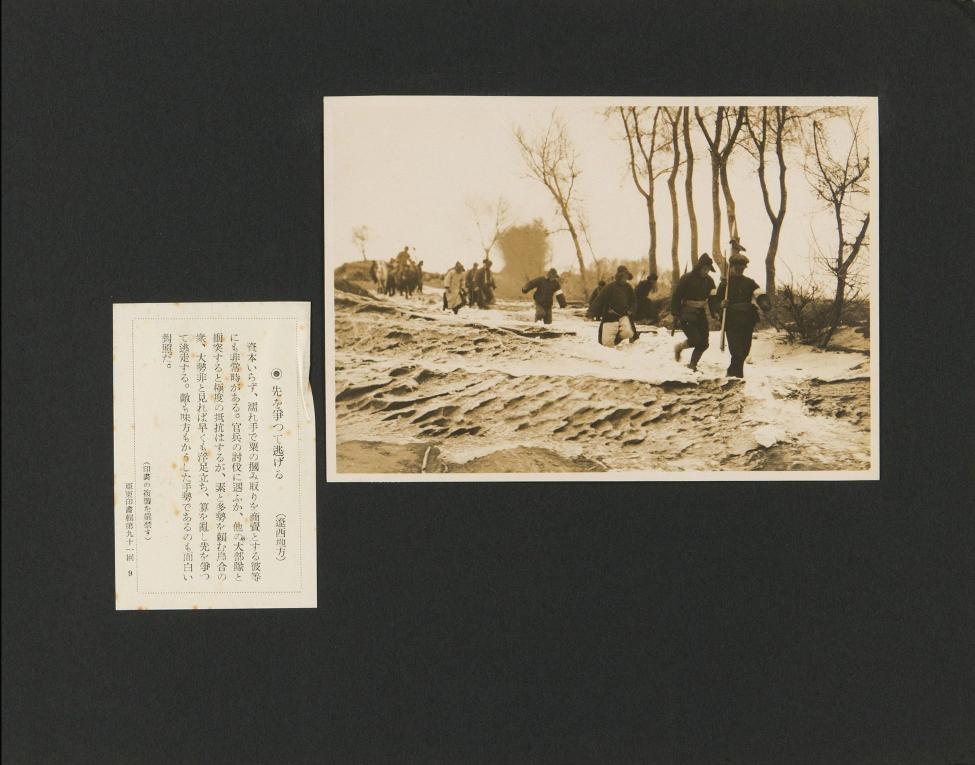 ◉ 先を爭つて逃げる
(遼西地方)
資本いらず、濡れ手で粟の摑み取りを商賣とする彼等
にも非常時がある。官兵の討伐に遇ふか、他の大部隊と
衝突すると極度の抵抗はするが、素と多勢を賴む烏合の
衆、大勢非と見れば早くも浮足立ち、算を亂し先を爭つ
て逃走する。敵も味方もかうした手勢であるのも面白い
對照だ。
(印畫の複製を嚴禁す)
亞東印畫輯第九十一回 9